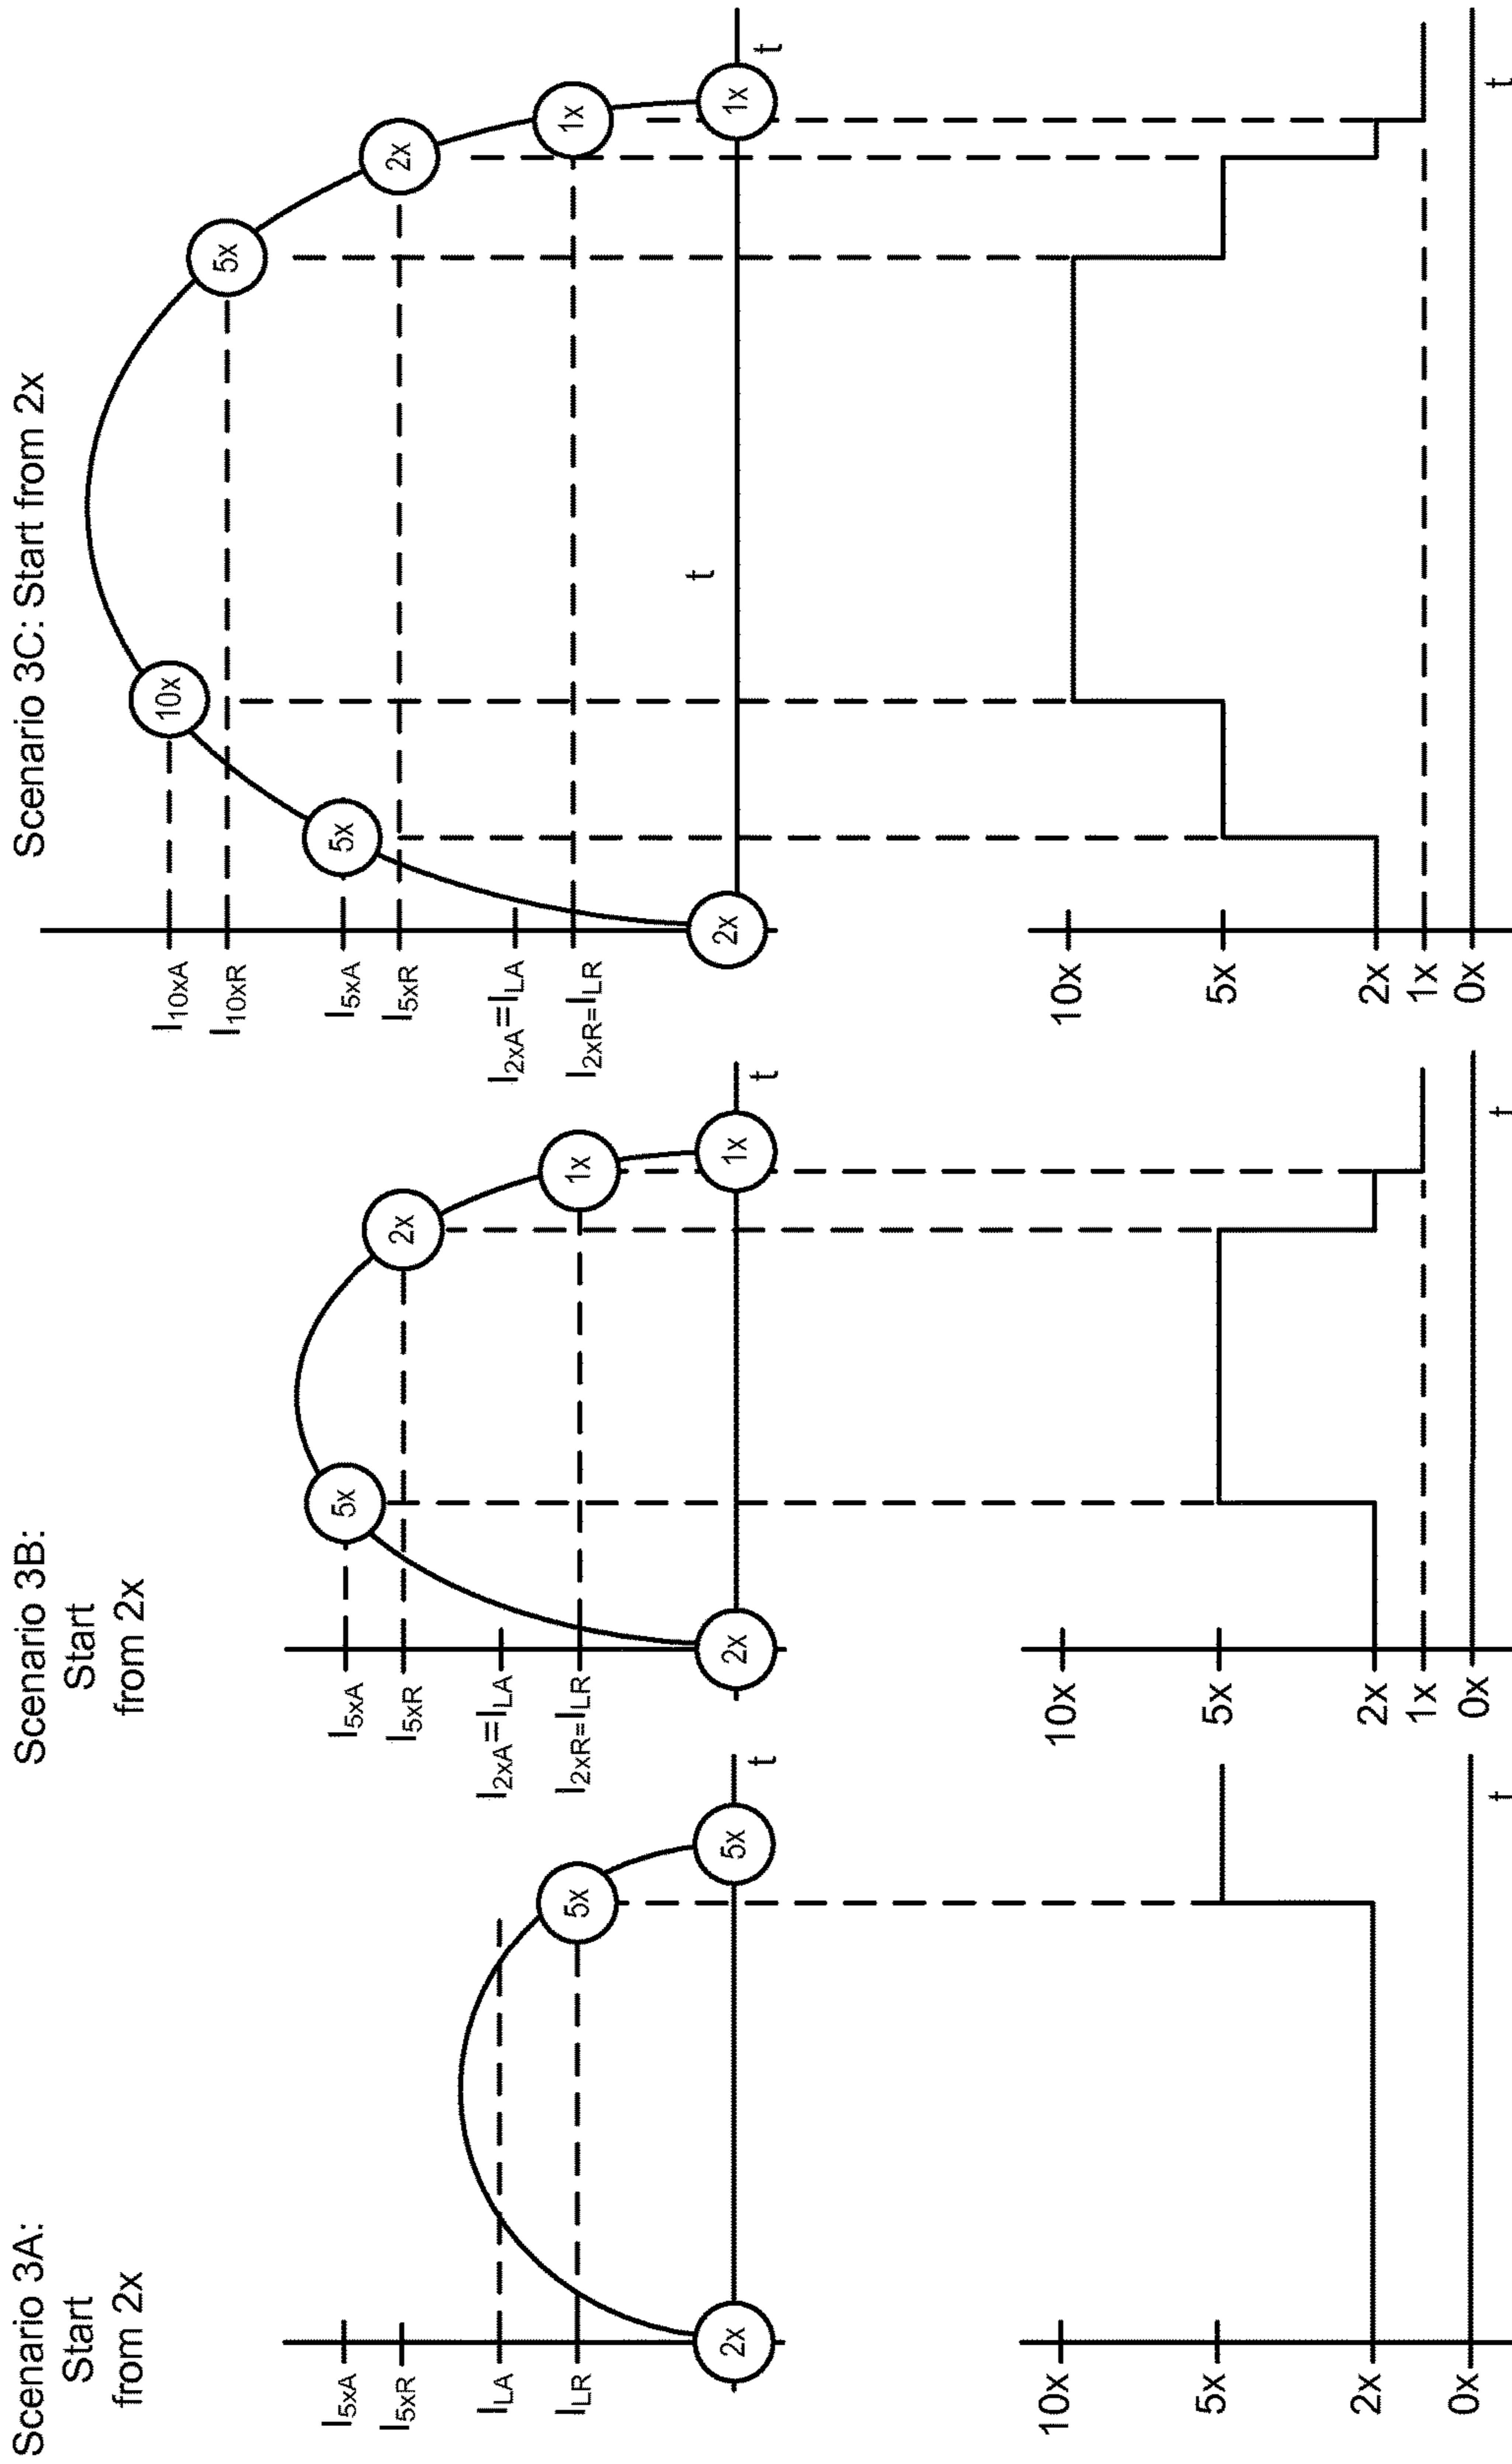 Scenario 3A:
Start
from 2x
I5xA
I5xR
ILA
ILR
2x
5x
5x
t
10x
5x
2x
0x
t
Scenario 3B:
Start
from 2x
I5xA
I5xR
I2xA=ILA
I2xR=ILR
2x
5x
2x
1x
1x
t
10x
5x
2x
1x
0x
t
Scenario 3C: Start from 2x
I10xA
I10xR
I5xA
I5xR
I2xA=ILA
I2xR=ILR
2x
5x
10x
5x
2x
1x
1x
t
t
10x
5x
2x
1x
0x
t